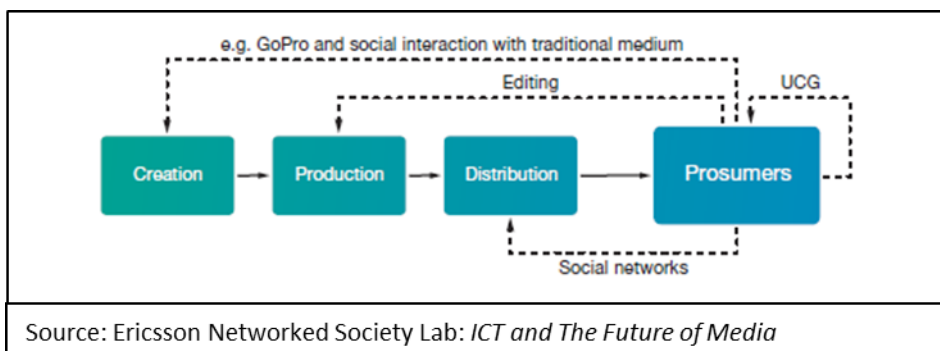 e.g. GoPro and social interaction with traditional medium
Editing
UCG
Creation
Production
Distribution
Prosumers
Social networks
Source: Ericsson Networked Society Lab: ICT and The Future of Media